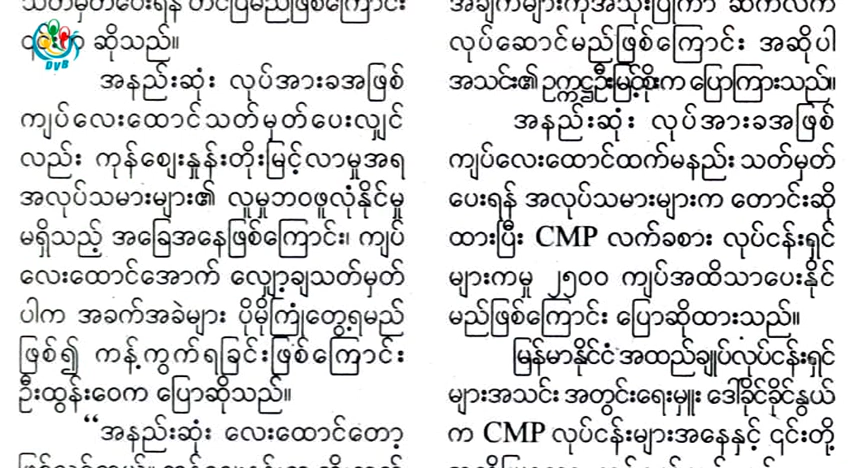 သတ်မှတ်ပေးရန် တင်ပြမည်ဖြစ်ကြောင်း
ဆိုသည်။
DVB
အနည်းဆုံး လုပ်အားခအဖြစ်
ကျပ်လေးထောင်သတ်မှတ်ပေးလျှင်
လည်း ကုန်ဈေးနှုန်းတိုးမြင့်လာမှုအရ
အလုပ်သမားများ၏ လူမှုဘဝဖူလုံနိုင်မှု
မရှိသည့် အခြေအနေဖြစ်ကြောင်း၊ ကျပ်
လေးထောင်အောက် လျှော့ချသတ်မှတ်
ပါက အခက်အခဲများ ပိုမိုကြုံတွေ့ရမည်
ဖြစ်၍ ကန့်ကွက်ရခြင်းဖြစ်ကြောင်း
ဦးထွန်းဝေက ပြောဆိုသည်။
“အနည်းဆုံး လေးထောင်တော့
အချက်များကိုအသုံးပြုကာ ဆက်လက်
လုပ်ဆောင်မည်ဖြစ်ကြောင်း အဆိုပါ
အသင်း၏ဥက္ကဋ္ဌဦးမြင့်စိုးက ပြောကြားသည်။
အနည်းဆုံး လုပ်အားခအဖြစ်
ကျပ်လေးထောင်ထက်မနည်း သတ်မှတ်
ပေးရန် အလုပ်သမားများက တောင်းဆို
ထားပြီး CMP လက်ခစား လုပ်ငန်းရှင်
များကမူ ၂၅၀၀ ကျပ်အထိသာပေးနိုင်
မည်ဖြစ်ကြောင်း ပြောဆိုထားသည်။
မြန်မာနိုင်ငံ အထည်ချုပ်လုပ်ငန်းရှင်
များအသင်း အတွင်းရေးမှူး ဒေါ်ခိုင်ခိုင်နွယ်
က CMP လုပ်ငန်းများအနေနှင့် ၎င်းတို့